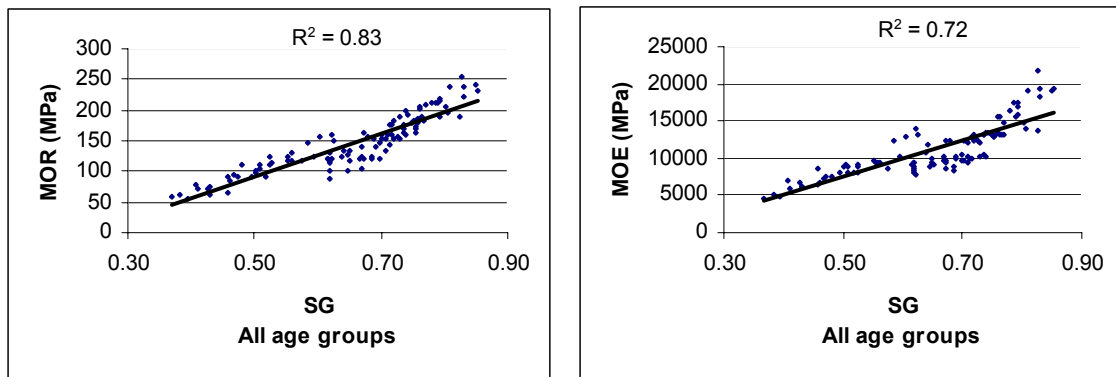 R² = 0.83
300
250
200
150
100
50
0
MOR (MPa)
0.30 0.50 0.70 0.90
SG
All age groups
R² = 0.72
25000
20000
15000
10000
5000
0
MOE (MPa)
0.30 0.50 0.70 0.90
SG
All age groups